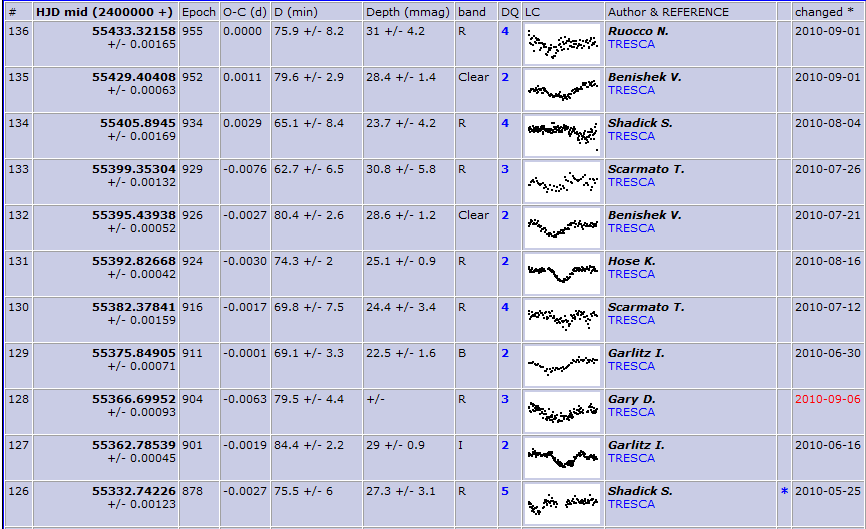 # HJD mid (2400000 +) Epoch O-C (d) D (min) Depth (mmag) band DQ LC Author & REFERENCE changed *
136 55433.32158 955 0.0000 75.9 +/- 8.2 31 +/- 4.2 R 4 Ruocco N. 2010-09-01
+/- 0.00165 TRESCA
135 55429.40408 952 0.0011 79.6 +/- 2.9 28.4 +/- 1.4 Clear 2 Benishek V. 2010-09-01
+/- 0.00063 TRESCA
134 55405.8945 934 0.0029 65.1 +/- 8.4 23.7 +/- 4.2 R 4 Shadick S. 2010-08-04
+/- 0.00169 TRESCA
133 55399.35304 929 -0.0076 62.7 +/- 6.5 30.8 +/- 5.8 R 3 Scarmato T. 2010-07-26
+/- 0.00132 TRESCA
132 55395.43938 926 -0.0027 80.4 +/- 2.6 28.6 +/- 1.2 Clear 2 Benishek V. 2010-07-21
+/- 0.00052 TRESCA
131 55392.82668 924 -0.0030 74.3 +/- 2 25.1 +/- 0.9 R 2 Hose K. 2010-08-16
+/- 0.00042 TRESCA
130 55382.37841 916 -0.0017 69.8 +/- 7.5 24.4 +/- 3.4 R 4 Scarmato T. 2010-07-12
+/- 0.00159 TRESCA
129 55375.84905 911 -0.0001 69.1 +/- 3.3 22.5 +/- 1.6 B 2 Garlitz I. 2010-06-30
+/- 0.00071 TRESCA
128 55366.69952 904 -0.0063 79.5 +/- 4.4 +/- R 3 Gary D. 2010-09-06
+/- 0.00093 TRESCA
127 55362.78539 901 -0.0019 84.4 +/- 2.2 29 +/- 0.9 I 2 Garlitz I. 2010-06-16
+/- 0.00045 TRESCA
126 55332.74226 878 -0.0027 75.5 +/- 6 27.3 +/- 3.1 R 5 Shadick S. * 2010-05-25
+/- 0.00123 TRESCA